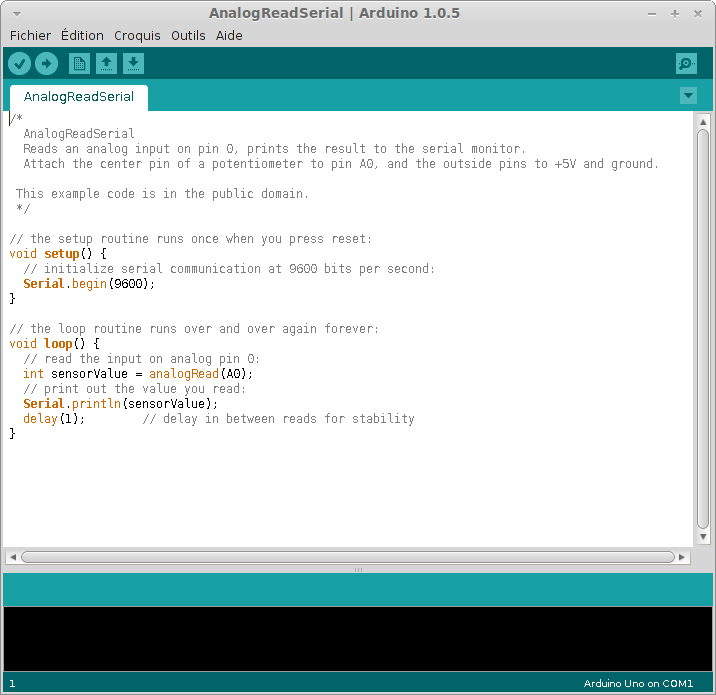 AnalogReadSerial | Arduino 1.0.5
Fichier Édition Croquis Outils Aide
AnalogReadSerial
/*
  AnalogReadSerial
  Reads an analog input on pin 0, prints the result to the serial monitor.
  Attach the center pin of a potentiometer to pin A0, and the outside pins to +5V and ground.
 This example code is in the public domain.
 */
// the setup routine runs once when you press reset:
void setup() {
  // initialize serial communication at 9600 bits per second:
  Serial.begin(9600);
}
// the loop routine runs over and over again forever:
void loop() {
  // read the input on analog pin 0:
  int sensorValue = analogRead(A0);
  // print out the value you read:
  Serial.println(sensorValue);
  delay(1);        // delay in between reads for stability
}
1 Arduino Uno on COM1